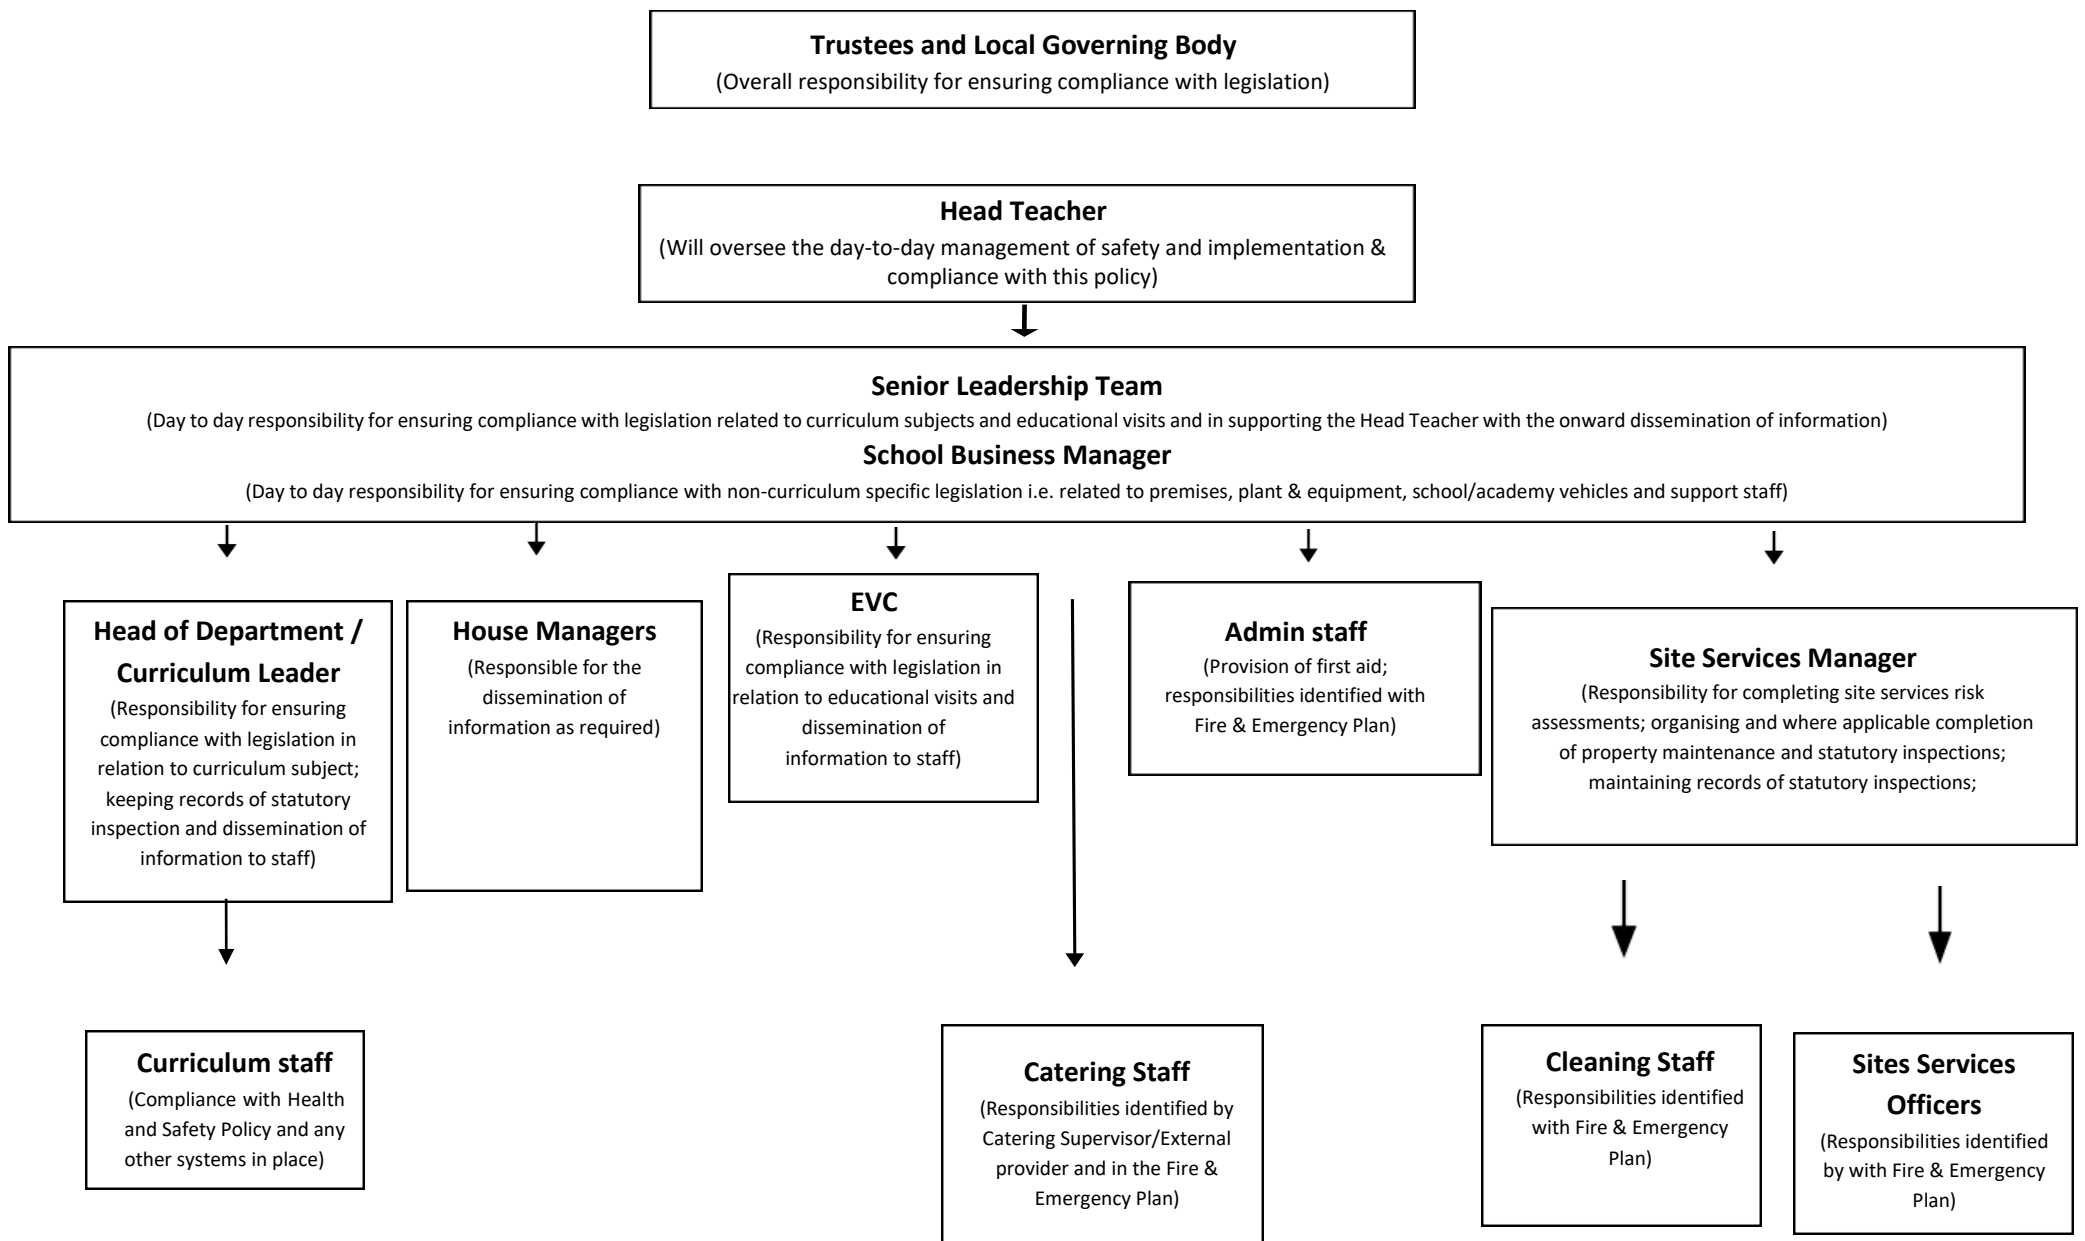 Trustees and Local Governing Body
(Overall responsibility for ensuring compliance with legislation)
Head Teacher
(Will oversee the day-to-day management of safety and implementation &
compliance with this policy)
Senior Leadership Team
(Day to day responsibility for ensuring compliance with legislation related to curriculum subjects and educational visits and in supporting the Head Teacher with the onward dissemination of information)
School Business Manager
(Day to day responsibility for ensuring compliance with non-curriculum specific legislation i.e. related to premises, plant & equipment, school/academy vehicles and support staff)
Head of Department /
Curriculum Leader
(Responsibility for ensuring
compliance with legislation in
relation to curriculum subject;
keeping records of statutory
inspection and dissemination of
information to staff)
House Managers
(Responsible for the
dissemination of
information as required)
EVC
(Responsibility for ensuring
compliance with legislation in
relation to educational visits and
dissemination of
information to staff)
Admin staff
(Provision of first aid;
responsibilities identified with
Fire & Emergency Plan)
Site Services Manager
(Responsibility for completing site services risk
assessments; organising and where applicable completion
of property maintenance and statutory inspections;
maintaining records of statutory inspections;
Curriculum staff
(Compliance with Health
and Safety Policy and any
other systems in place)
Catering Staff
(Responsibilities identified by
Catering Supervisor/External
provider and in the Fire &
Emergency Plan)
Cleaning Staff
(Responsibilities identified
with Fire & Emergency
Plan)
Sites Services
Officers
(Responsibilities identified
by with Fire & Emergency
Plan)